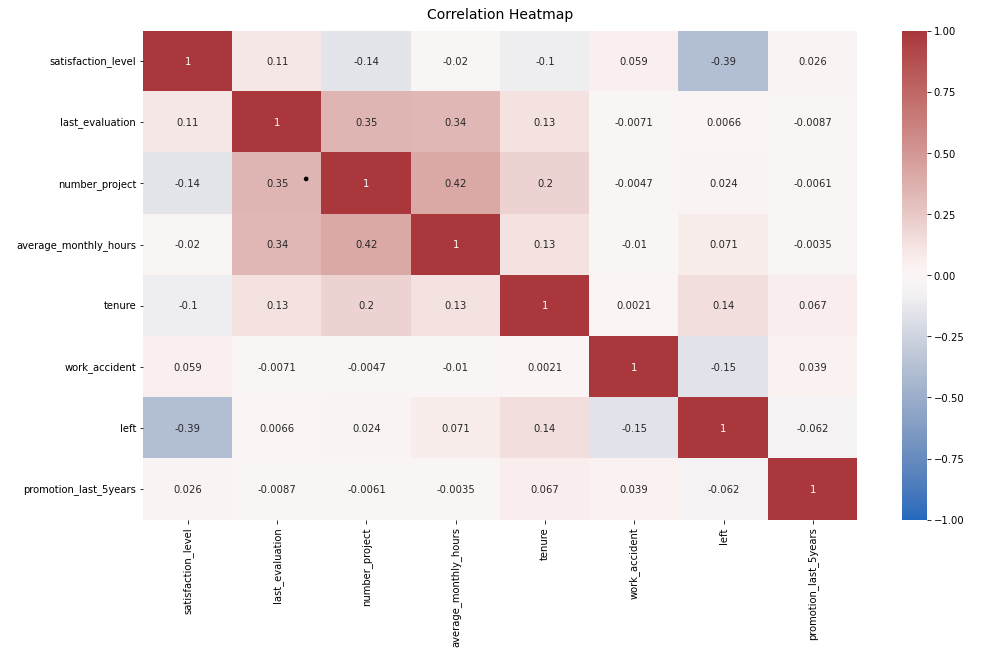 Correlation Heatmap
satisfaction_level 1 0.11 -0.14 -0.02 -0.1 0.059 -0.39 0.026
last_evaluation 0.11 1 0.35 0.34 0.13 -0.0071 0.0066 -0.0087
number_project -0.14 0.35 1 0.42 0.2 -0.0047 0.024 -0.0061
average_monthly_hours -0.02 0.34 0.42 1 0.13 -0.01 0.071 -0.0035
tenure -0.1 0.13 0.2 0.13 1 0.0021 0.14 0.067
work_accident 0.059 -0.0071 -0.0047 -0.01 0.0021 1 -0.15 0.039
left -0.39 0.0066 0.024 0.071 0.14 -0.15 1 -0.062
promotion_last_5years 0.026 -0.0087 -0.0061 -0.0035 0.067 0.039 -0.062 1
satisfaction_level
last_evaluation
number_project
average_monthly_hours
tenure
work_accident
left
promotion_last_5years
1.00
0.75
0.50
0.25
0.00
−0.25
−0.50
−0.75
−1.00